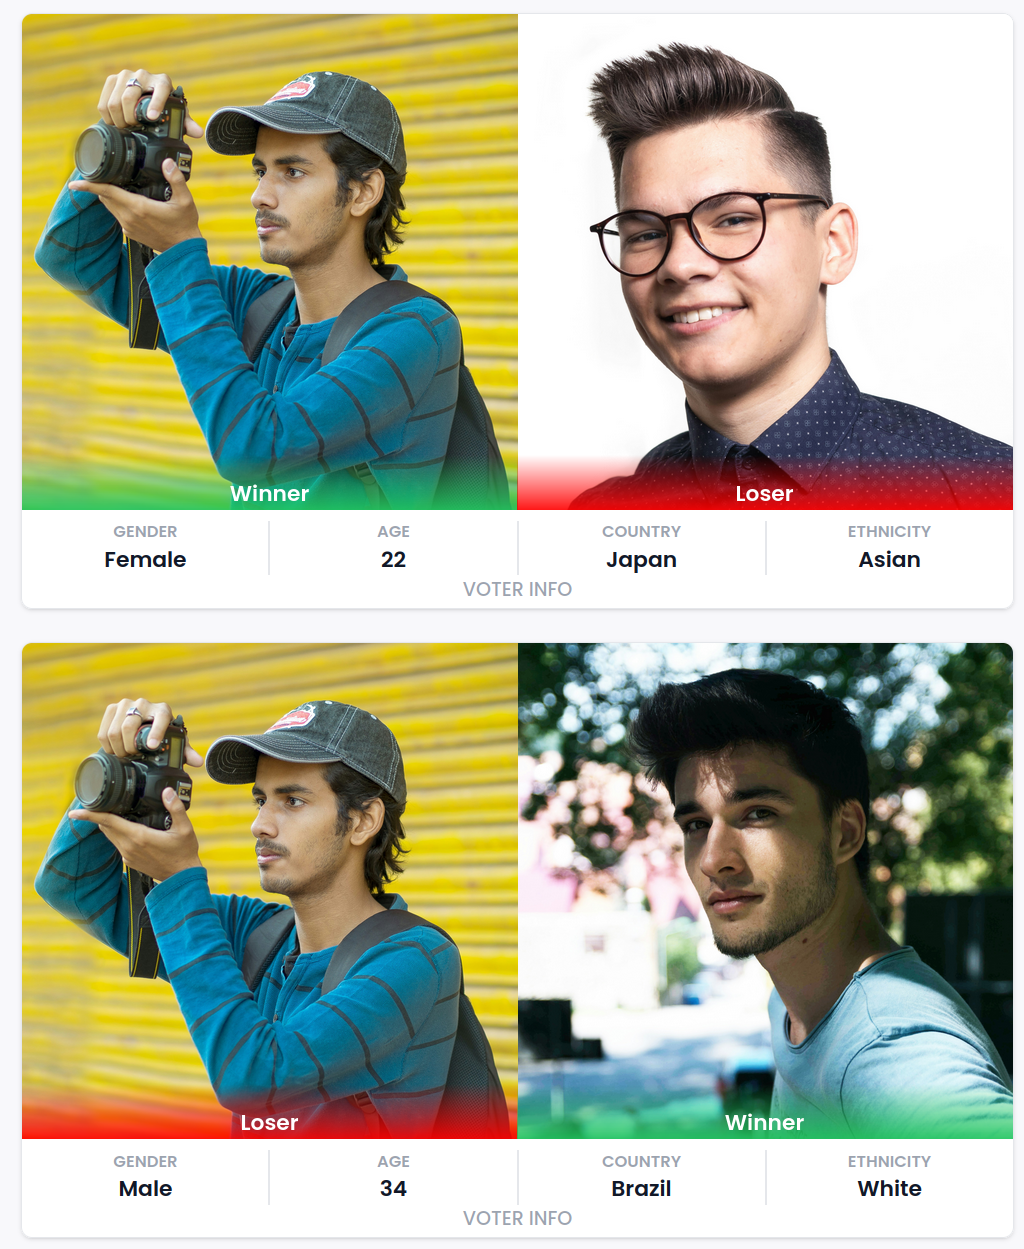 Winner Loser
GENDER AGE COUNTRY ETHNICITY
Female 22 Japan Asian
VOTER INFO
Loser Winner
GENDER AGE COUNTRY ETHNICITY
Male 34 Brazil White
VOTER INFO